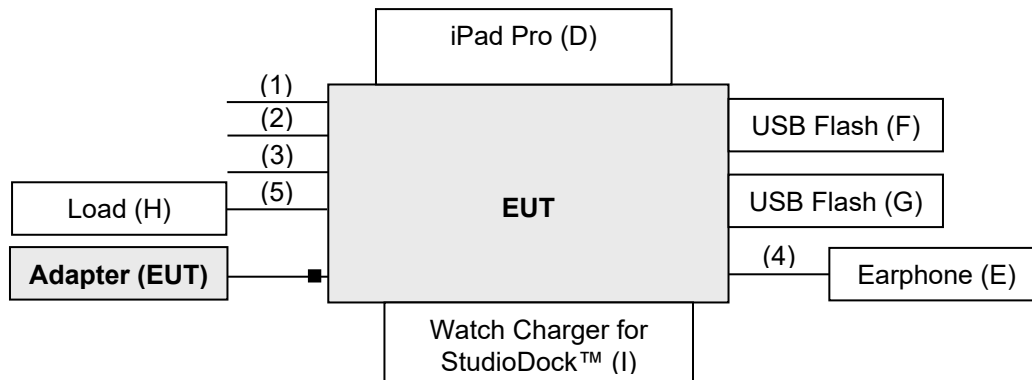 iPad Pro (D)
(1)
(2)
(3)
(5)
Load (H)
Adapter (EUT)
EUT
USB Flash (F)
USB Flash (G)
(4)
Earphone (E)
Watch Charger for
StudioDock™ (I)